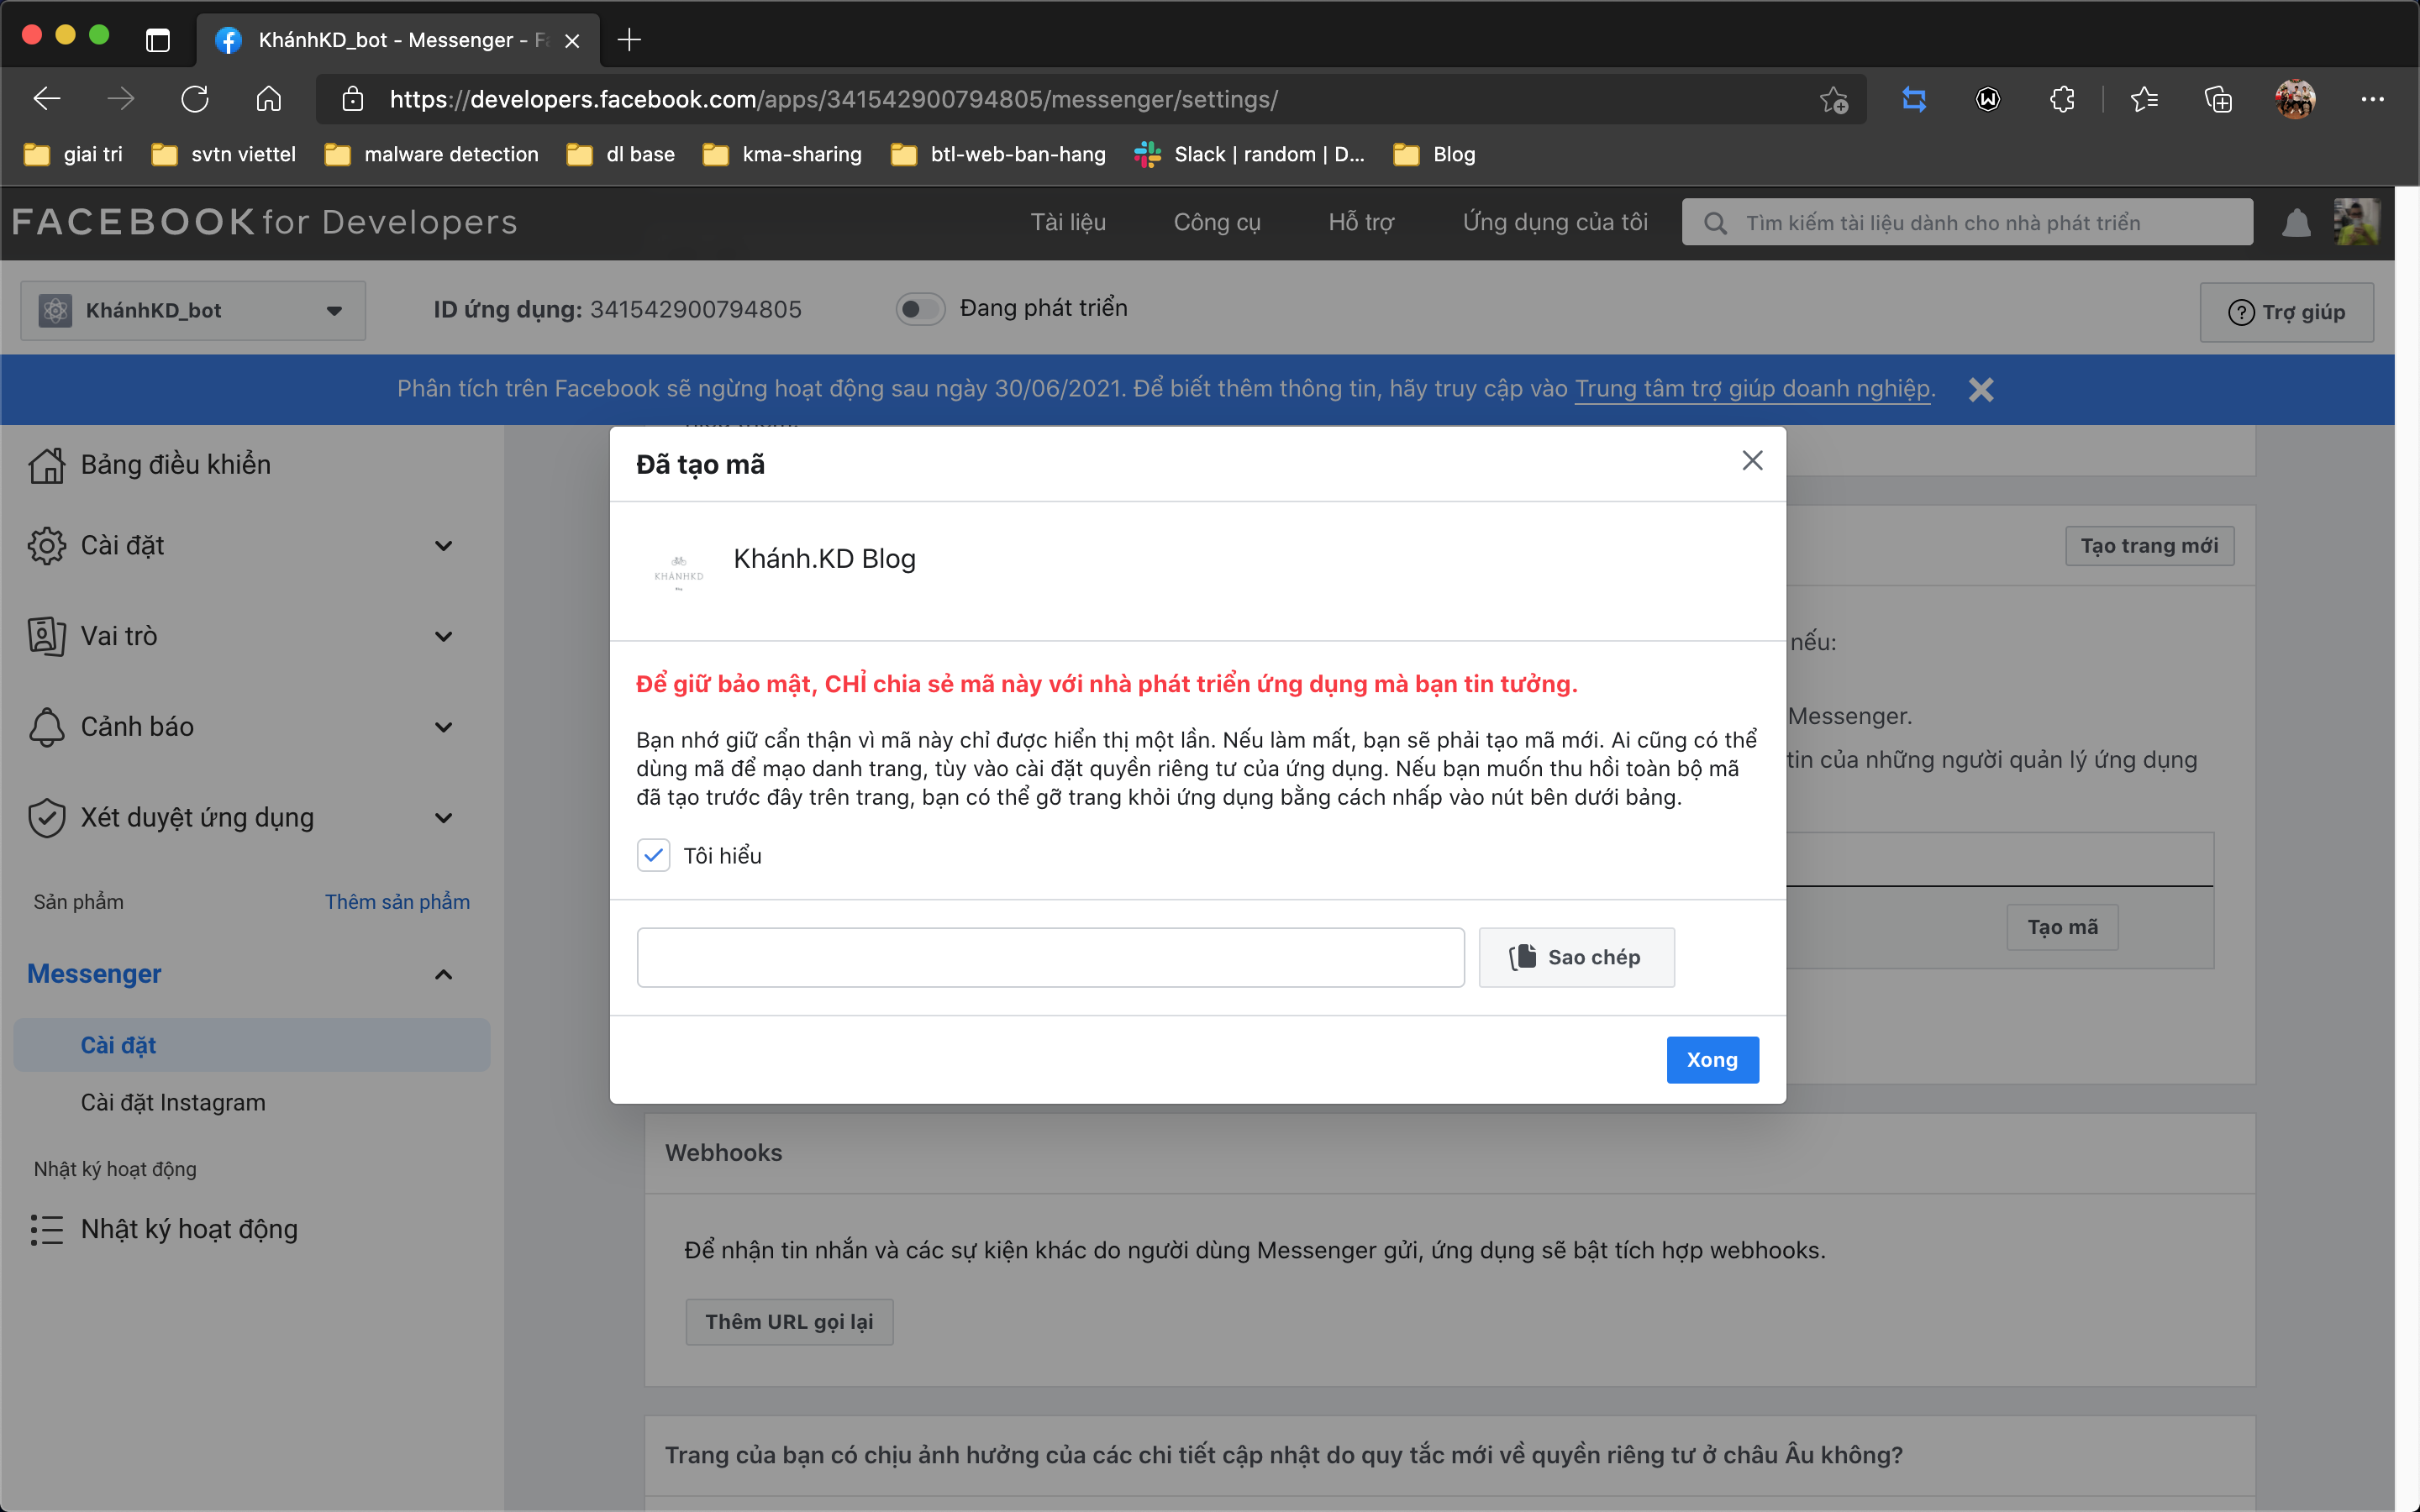 KhánhKD_bot - Messenger - Fa
https://developers.facebook.com/apps/341542900794805/messenger/settings/
giai tri
svtn viettel
malware detection
dl base
kma-sharing
btl-web-ban-hang
Slack | random | D...
Blog
FACEBOOK for Developers
Tài liệu
Công cụ
Hỗ trợ
Ứng dụng của tôi
Tìm kiếm tài liệu dành cho nhà phát triển
KhánhKD_bot
ID ứng dụng: 341542900794805
Đang phát triển
Trợ giúp
Phân tích trên Facebook sẽ ngừng hoạt động sau ngày 30/06/2021. Để biết thêm thông tin, hãy truy cập vào Trung tâm trợ giúp doanh nghiệp.
Bảng điều khiển
Cài đặt
Vai trò
Cảnh báo
Xét duyệt ứng dụng
Sản phẩm
Thêm sản phẩm
Messenger
Cài đặt
Cài đặt Instagram
Nhật ký hoạt động
Nhật ký hoạt động
Đã tạo mã
KHÁNHKD
Khánh.KD Blog
Để giữ bảo mật, CHỈ chia sẻ mã này với nhà phát triển ứng dụng mà bạn tin tưởng.
Bạn nhớ giữ cẩn thận vì mã này chỉ được hiển thị một lần. Nếu làm mất, bạn sẽ phải tạo mã mới. Ai cũng có thể
dùng mã để mạo danh trang, tùy vào cài đặt quyền riêng tư của ứng dụng. Nếu bạn muốn thu hồi toàn bộ mã
đã tạo trước đây trên trang, bạn có thể gỡ trang khỏi ứng dụng bằng cách nhấp vào nút bên dưới bảng.
Tôi hiểu
Sao chép
Xong
Tạo trang mới
nếu:
Messenger.
tin của những người quản lý ứng dụng
Tạo mã
Webhooks
Để nhận tin nhắn và các sự kiện khác do người dùng Messenger gửi, ứng dụng sẽ bật tích hợp webhooks.
Thêm URL gọi lại
Trang của bạn có chịu ảnh hưởng của các chi tiết cập nhật do quy tắc mới về quyền riêng tư ở châu Âu không?